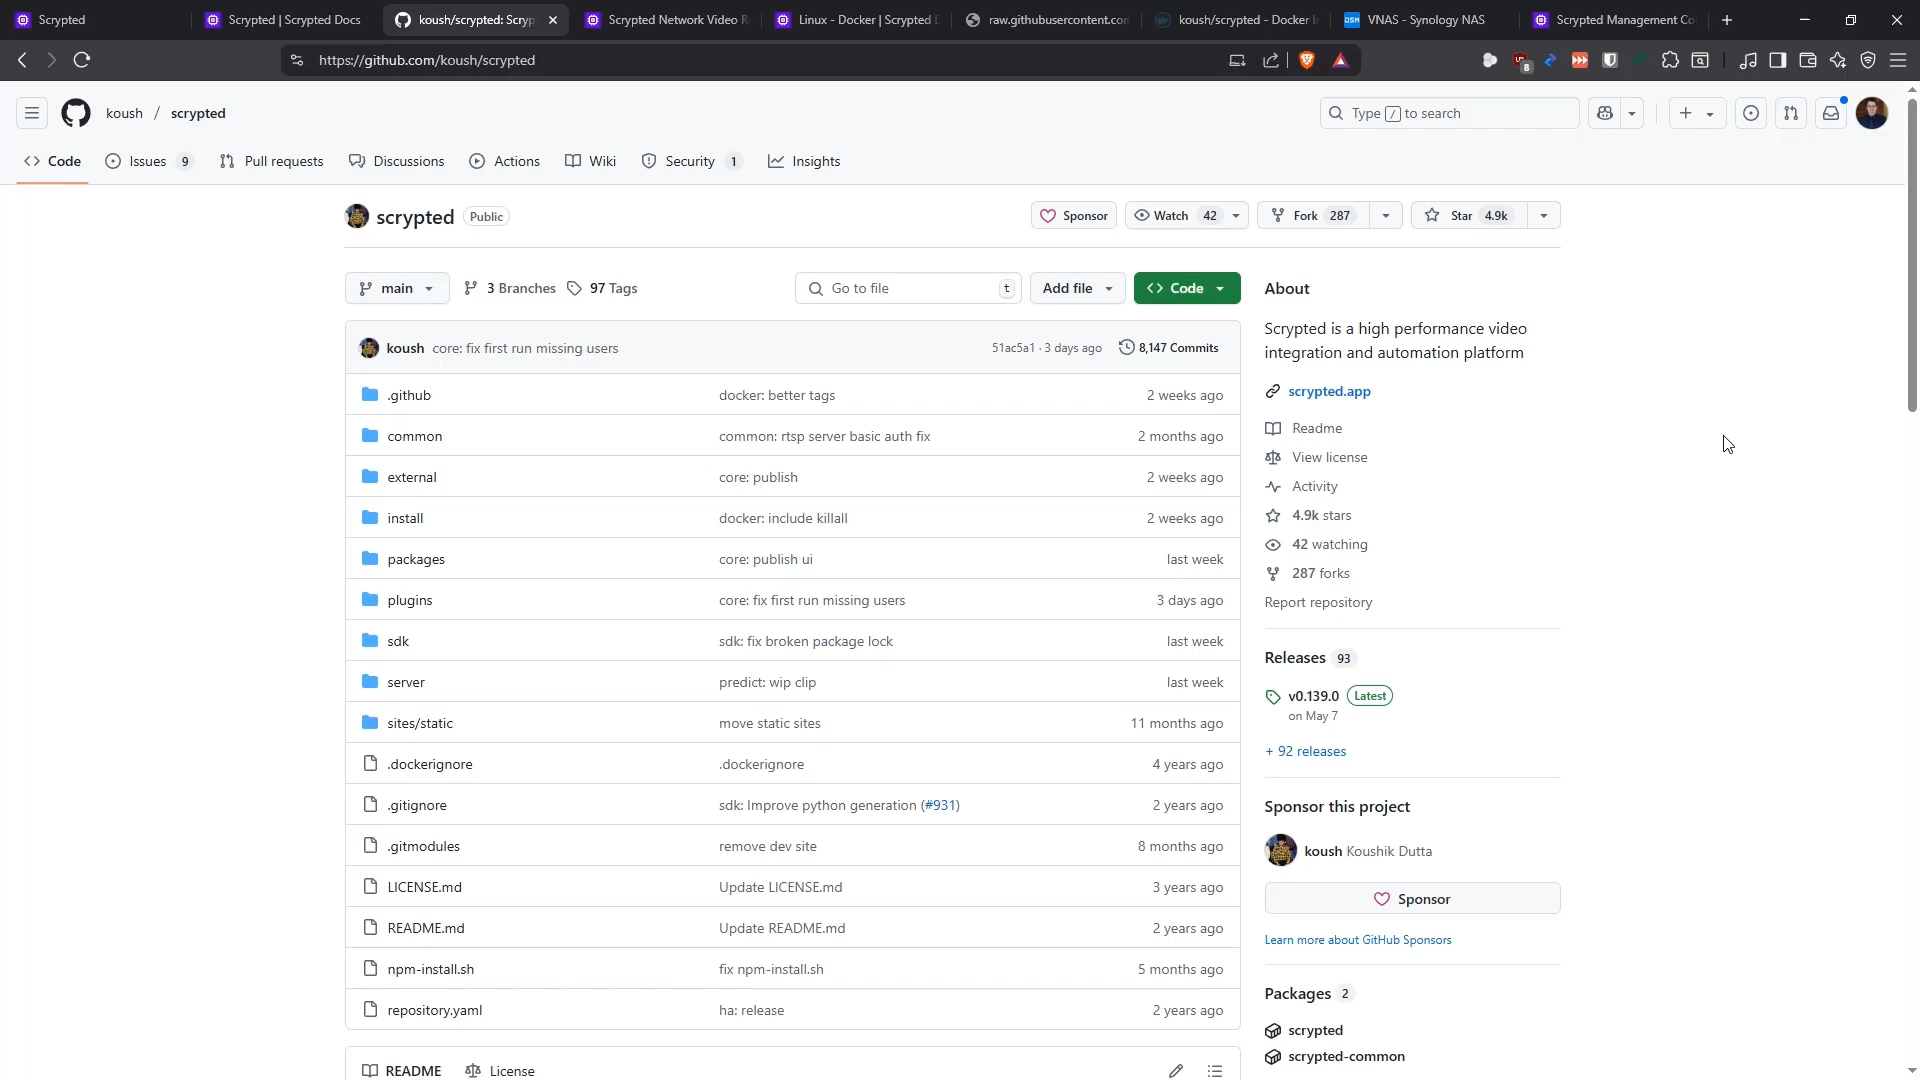 Scrypted
Scrypted | Scrypted Docs
koush/scrypted: Scryp
Scrypted Network Video R
Linux - Docker | Scrypted D
raw.githubusercontent.con
koush/scrypted - Docker I
DSM VNAS - Synology NAS
Scrypted Management Co
https://github.com/koush/scrypted
8
koush / scrypted
Type / to search
Code
Issues 9
Pull requests
Discussions
Actions
Wiki
Security 1
Insights
scrypted Public
Sponsor
Watch 42
Fork 287
Star 4.9k
main
3 Branches
97 Tags
Go to file t
Add file
<> Code
koush core: fix first run missing users 51ac5a1 · 3 days ago 8,147 Commits
.github docker: better tags 2 weeks ago
common common: rtsp server basic auth fix 2 months ago
external core: publish 2 weeks ago
install docker: include killall 2 weeks ago
packages core: publish ui last week
plugins core: fix first run missing users 3 days ago
sdk sdk: fix broken package lock last week
server predict: wip clip last week
sites/static move static sites 11 months ago
.dockerignore .dockerignore 4 years ago
.gitignore sdk: Improve python generation (#931) 2 years ago
.gitmodules remove dev site 8 months ago
LICENSE.md Update LICENSE.md 3 years ago
README.md Update README.md 2 years ago
npm-install.sh fix npm-install.sh 5 months ago
repository.yaml ha: release 2 years ago
README License
About
Scrypted is a high performance video
integration and automation platform
scrypted.app
Readme
View license
Activity
4.9k stars
42 watching
287 forks
Report repository
Releases 93
v0.139.0 Latest
on May 7
+ 92 releases
Sponsor this project
koush Koushik Dutta
Sponsor
Learn more about GitHub Sponsors
Packages 2
scrypted
scrypted-common